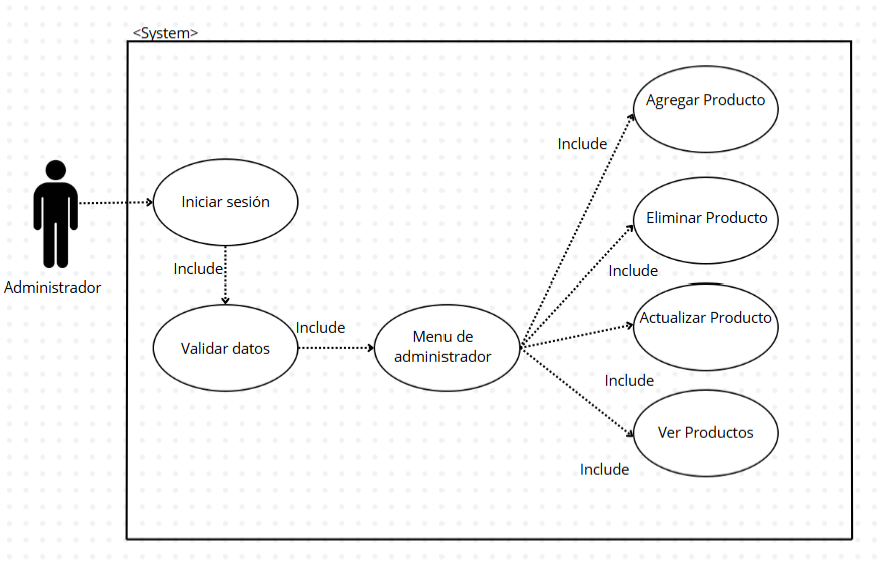 <System>
Agregar Producto
Include
Iniciar sesión
Eliminar Producto
Include
Include
Administrador
Actualizar Producto
Include
Validar datos
Menu de
administrador
Include
Ver Productos
Include